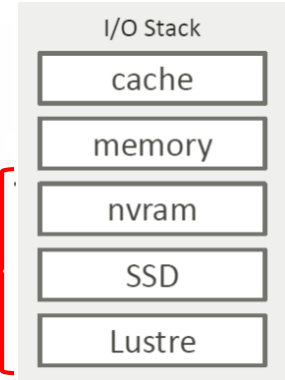 I/O Stack
cache
memory
nvram
SSD
Lustre